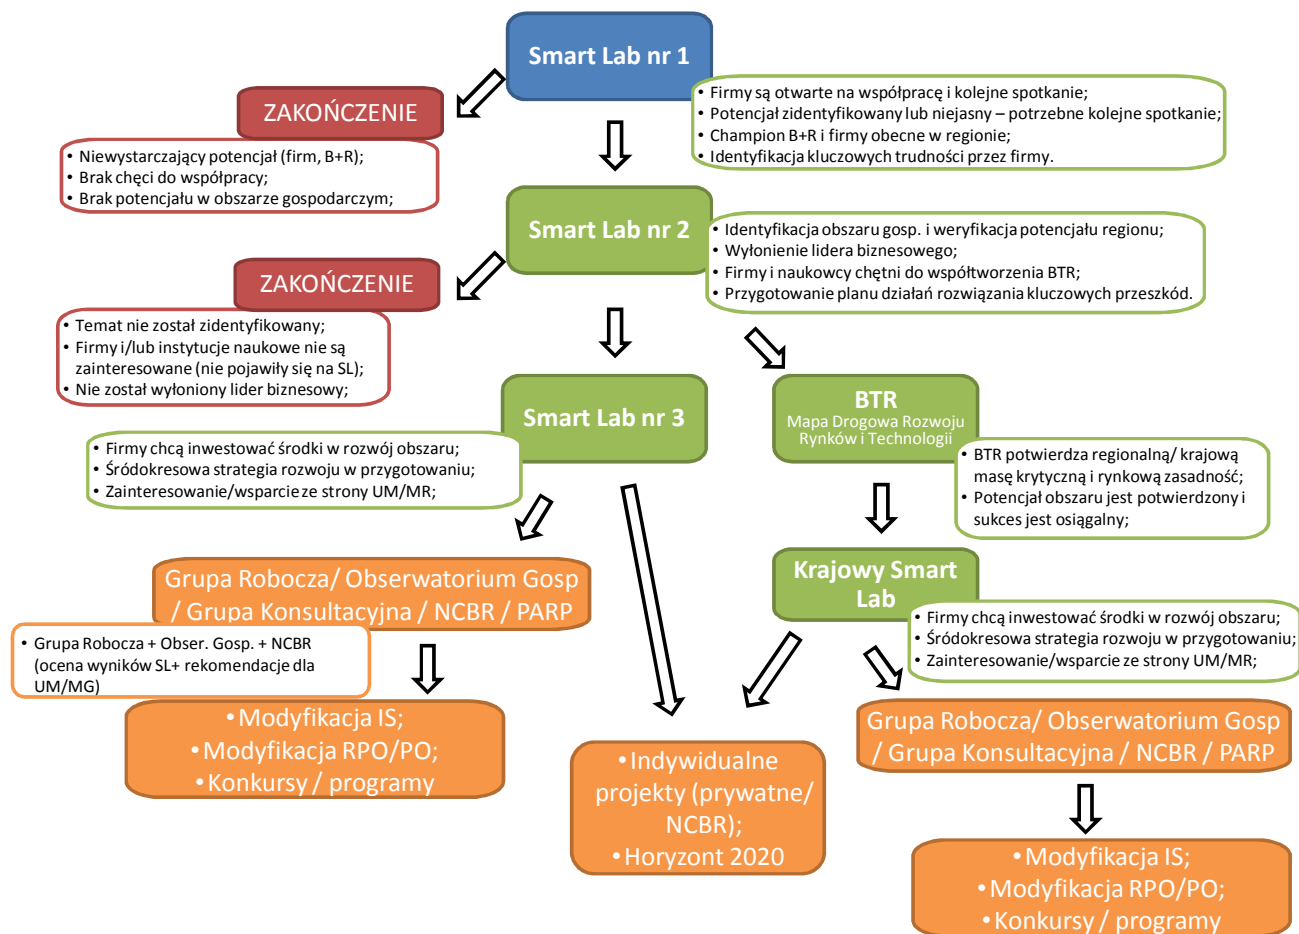 Smart Lab nr 1
ZAKOŃCZENIE
• Niewystarczający potencjał (firm, B+R);
• Brak chęci do współpracy;
• Brak potencjału w obszarze gospodarczym;
• Firmy są otwarte na współpracę i kolejne spotkanie;
• Potencjał zidentyfikowany lub niejasny – potrzebne kolejne spotkanie;
• Champion B+R i firmy obecne w regionie;
• Identyfikacja kluczowych trudności przez firmy.
Smart Lab nr 2
• Identyfikacja obszaru gosp. i weryfikacja potencjału regionu;
• Wyłonienie lidera biznesowego;
• Firmy i naukowcy chętni do współtworzenia BTR;
• Przygotowanie planu działań rozwiązania kluczowych przeszkód.
ZAKOŃCZENIE
• Temat nie został zidentyfikowany;
• Firmy i/lub instytucje naukowe nie są
zainteresowane (nie pojawiły się na SL);
• Nie został wyłoniony lider biznesowy;
Smart Lab nr 3
• Firmy chcą inwestować środki w rozwój obszaru;
• Śródokresowa strategia rozwoju w przygotowaniu;
• Zainteresowanie/wsparcie ze strony UM/MR;
BTR
Mapa Drogowa Rozwoju
Rynków i Technologii
• BTR potwierdza regionalną/ krajową
masę krytyczną i rynkową zasadność;
• Potencjał obszaru jest potwierdzony i
sukces jest osiągalny;
Grupa Robocza/ Obserwatorium Gosp
/ Grupa Konsultacyjna / NCBR / PARP
• Grupa Robocza + Obser. Gosp. + NCBR
(ocena wyników SL+ rekomendacje dla
UM/MG)
• Modyfikacja IS;
• Modyfikacja RPO/PO;
• Konkursy / programy
Krajowy Smart
Lab
• Firmy chcą inwestować środki w rozwój obszaru;
• Śródokresowa strategia rozwoju w przygotowaniu;
• Zainteresowanie/wsparcie ze strony UM/MR;
• Indywidualne
projekty (prywatne/
NCBR);
• Horyzont 2020
Grupa Robocza/ Obserwatorium Gosp
/ Grupa Konsultacyjna / NCBR / PARP
• Modyfikacja IS;
• Modyfikacja RPO/PO;
• Konkursy / programy